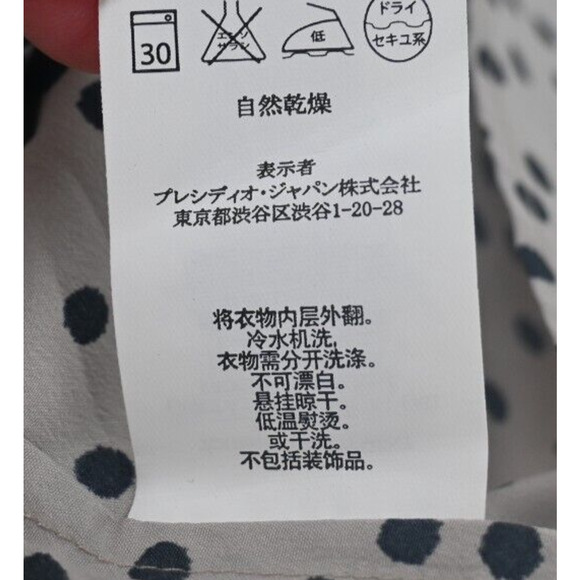 30
エンソ
サラシ
低
ドライ
セキユ系
自然乾燥
表示者
プレシディオ・ジャパン株式会社
東京都渋谷区渋谷1-20-28
将衣物内层外翻。
冷水机洗,
衣物需分开洗涤。
不可漂白。
悬挂晾干。
低温熨烫。
或干洗。
不包括装饰品。